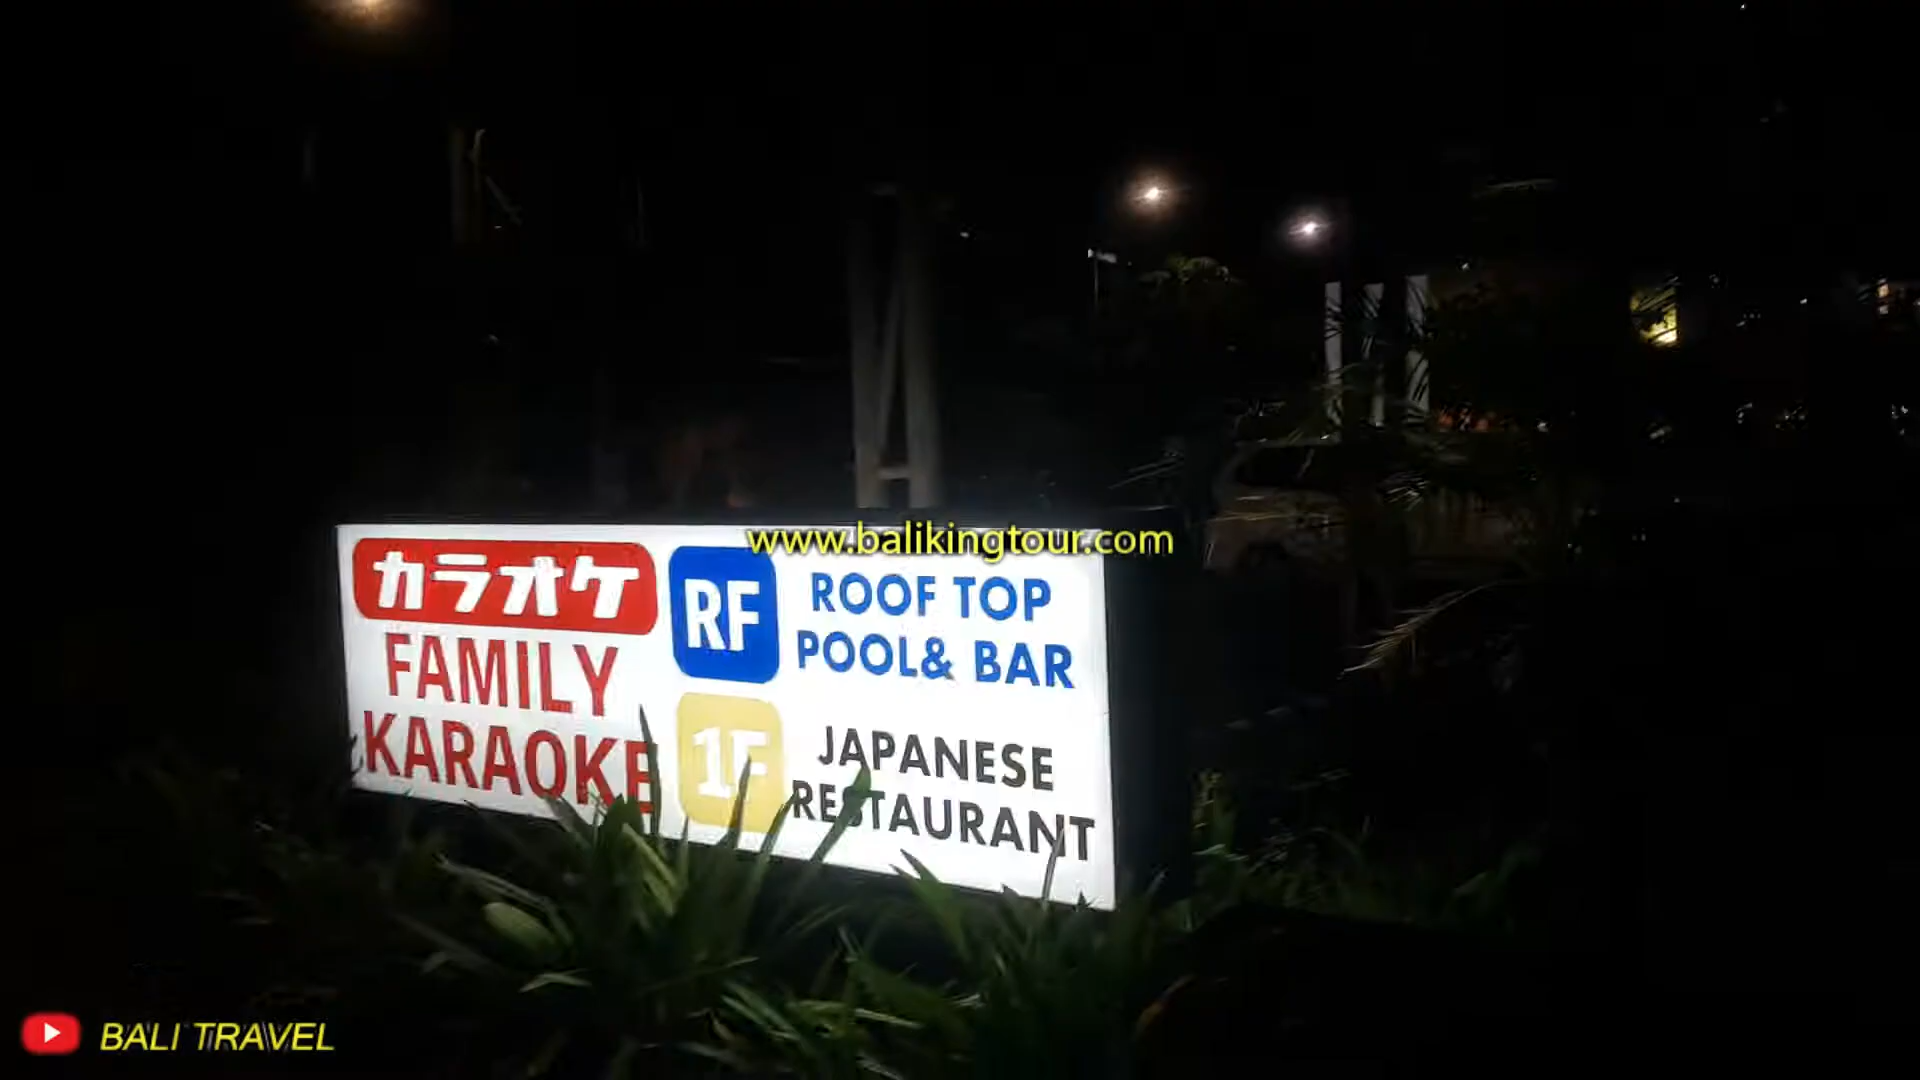 www.balikingtour.com
カラオケ
FAMILY
KARAOKE
RF
ROOF TOP
POOL& BAR
1F
JAPANESE
RESTAURANT
BALI TRAVEL